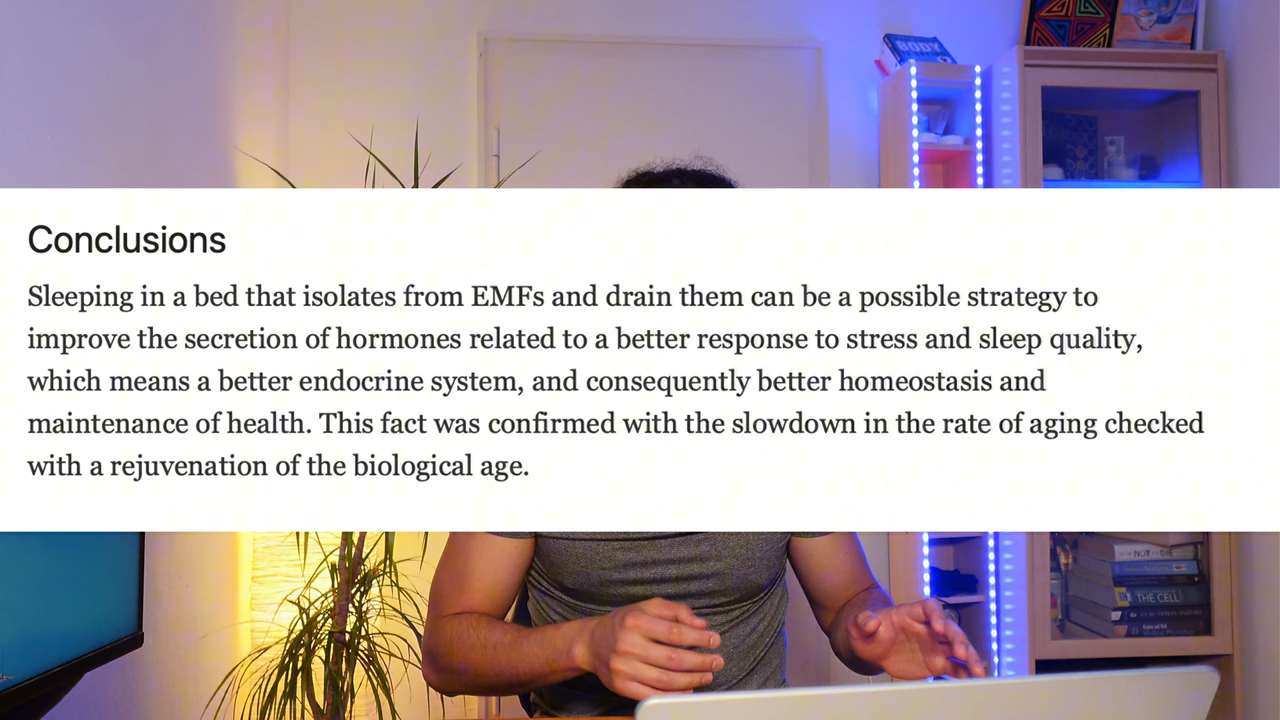 BODY
Conclusions
Sleeping in a bed that isolates from EMFs and drain them can be a possible strategy to
improve the secretion of hormones related to a better response to stress and sleep quality,
which means a better endocrine system, and consequently better homeostasis and
maintenance of health. This fact was confirmed with the slowdown in the rate of aging checked
with a rejuvenation of the biological age.
NOT
THE CELL